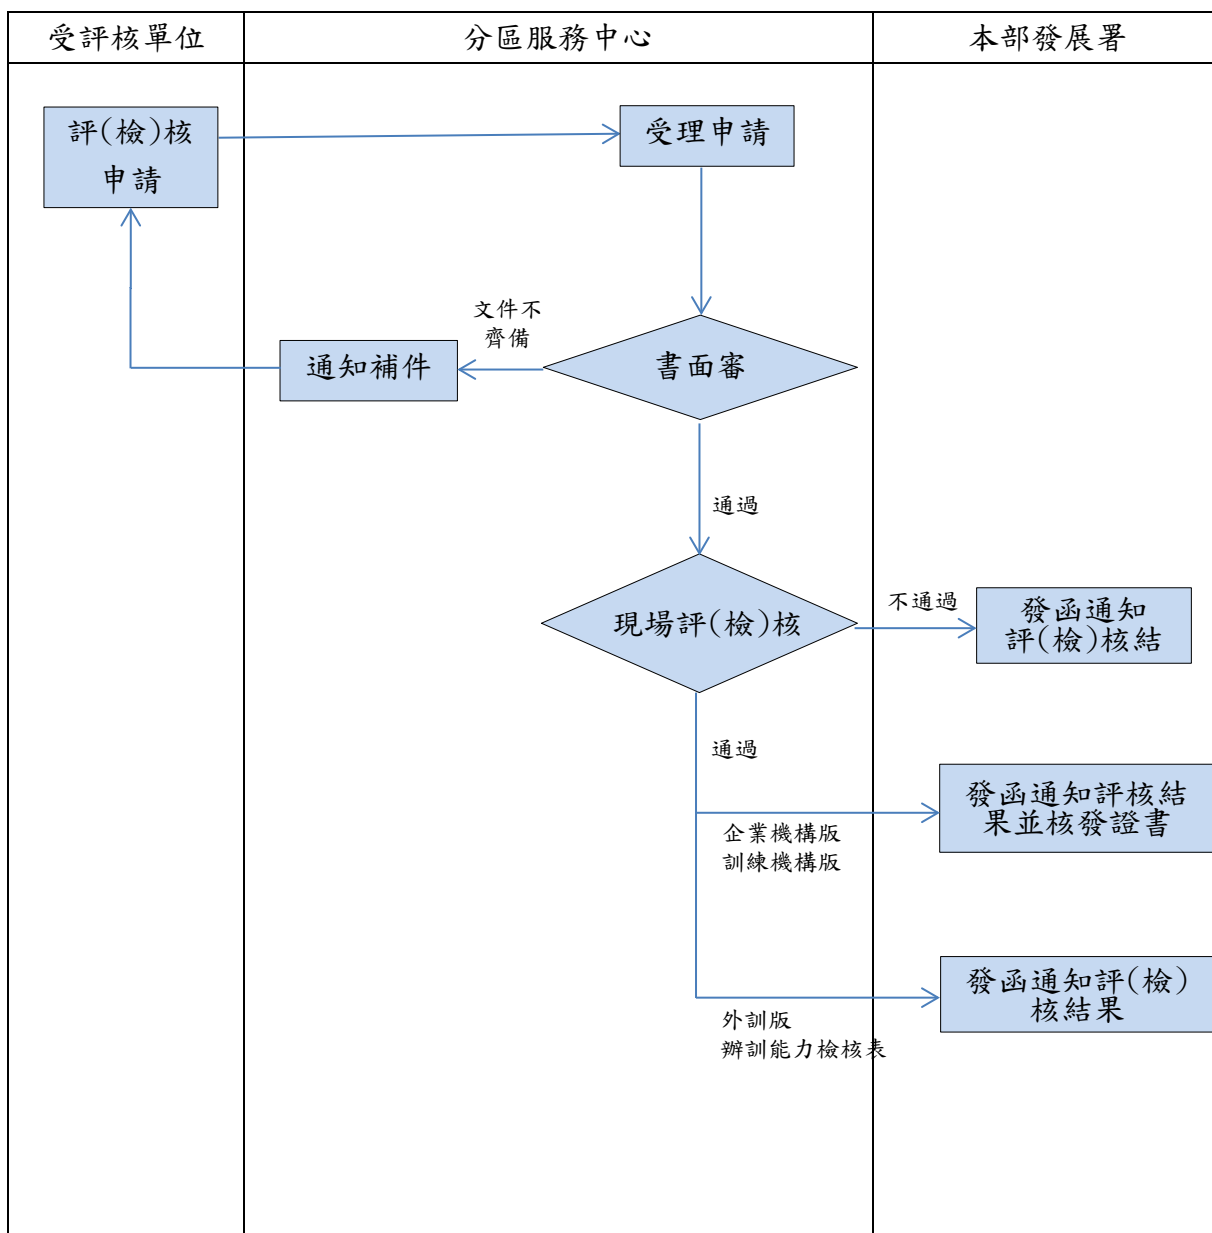 受評核單位
分區服務中心
本部發展署
評(檢)核
申請
受理申請
文件不
齊備
通知補件
書面審
通過
現場評(檢)核
不通過
發函通知
評(檢)核結
通過
發函通知評核結
果並核發證書
企業機構版
訓練機構版
發函通知評(檢)
核結果
外訓版
辦訓能力檢核表